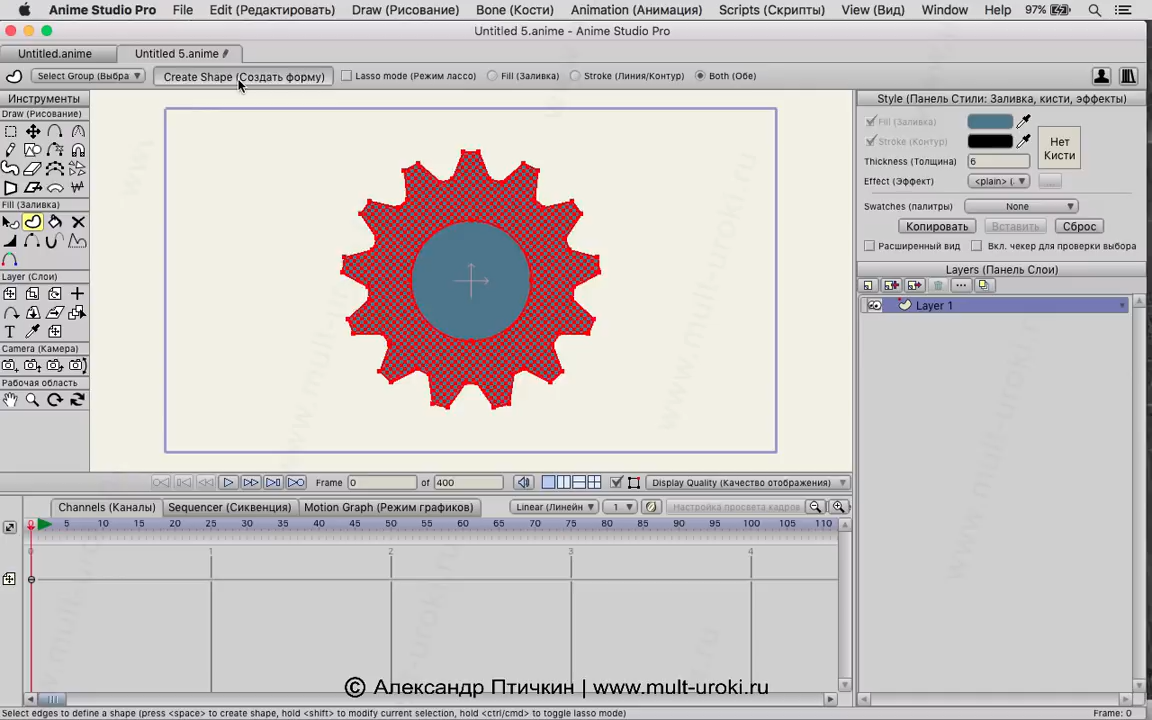 Anime Studio Pro File Edit (Редактировать) Draw (Рисование) Bone (Кости) Animation (Анимация) Scripts (Скрипты) View (Вид) Window Help 97%
Untitled 5.anime - Anime Studio Pro
Untitled.anime Untitled 5.anime
Select Group (Выбра Create Shape (Создать форму) Lasso mode (Режим лассо) Fill (Заливка) Stroke (Линия/Контур) Both (Обе)
Инструменты
Draw (Рисование)
Fill (Заливка)
Layer (Слои)
Camera (Камера)
Рабочая область
Style (Панель Стили: Заливка, кисти, эффекты)
Fill (Заливка)
Stroke (Контур)
Нет
Кисти
Thickness (Толщина) 6
Effect (Эффект) <plain> (. ...
Swatches (палитры) None
Копировать Вставить Сброс
Расширенный вид Вкл. чекер для проверки выбора
Layers (Панель Слои)
Layer 1
Frame 0 of 400 Display Quality (Качество отображения)
Channels (Каналы) Sequencer (Сиквенция) Motion Graph (Режим графиков) Linear (Линейн 1 Настройка просвета кадров
0 5 10 15 20 25 30 35 40 45 50 55 60 65 70 75 80 85 90 95 100 105 110
0 1 2 3 4
© Александр Птичкин | www.mult-uroki.ru
Select edges to define a shape (press <space> to create shape, hold <shift> to modify current selection, hold <ctrl/cmd> to toggle lasso mode) Frame: 0